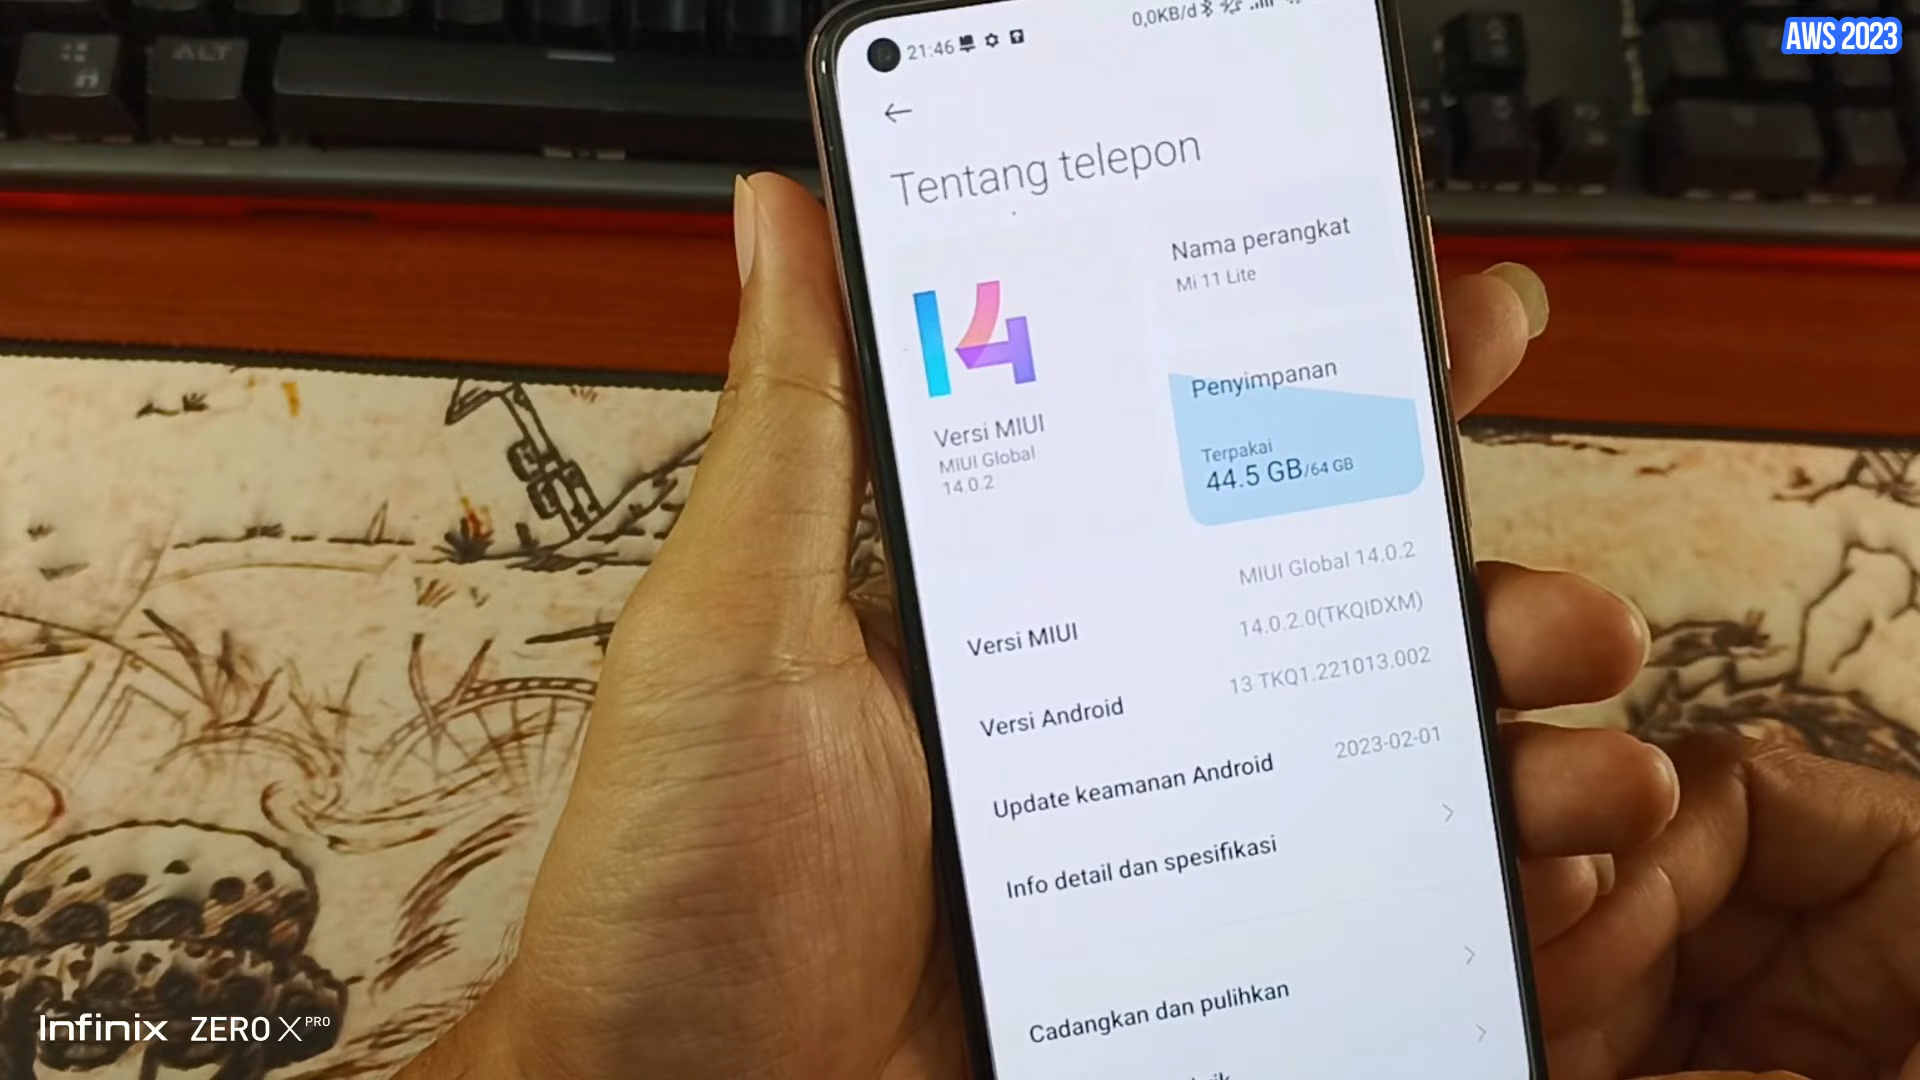 AWS 2023
ALT
21:46
0,0KB/d
Tentang telepon
Nama perangkat
Mi 11 Lite
Versi MIUI
MIUI Global
14.0.2
Penyimpanan
Terpakai
44.5 GB/64 GB
Versi MIUI
MIUI Global 14.0.2
14.0.2.0(TKQIDXM)
Versi Android
13 TKQ1.221013.002
Update keamanan Android
2023-02-01
Info detail dan spesifikasi
Cadangkan dan pulihkan
Infinix ZERO X PRO